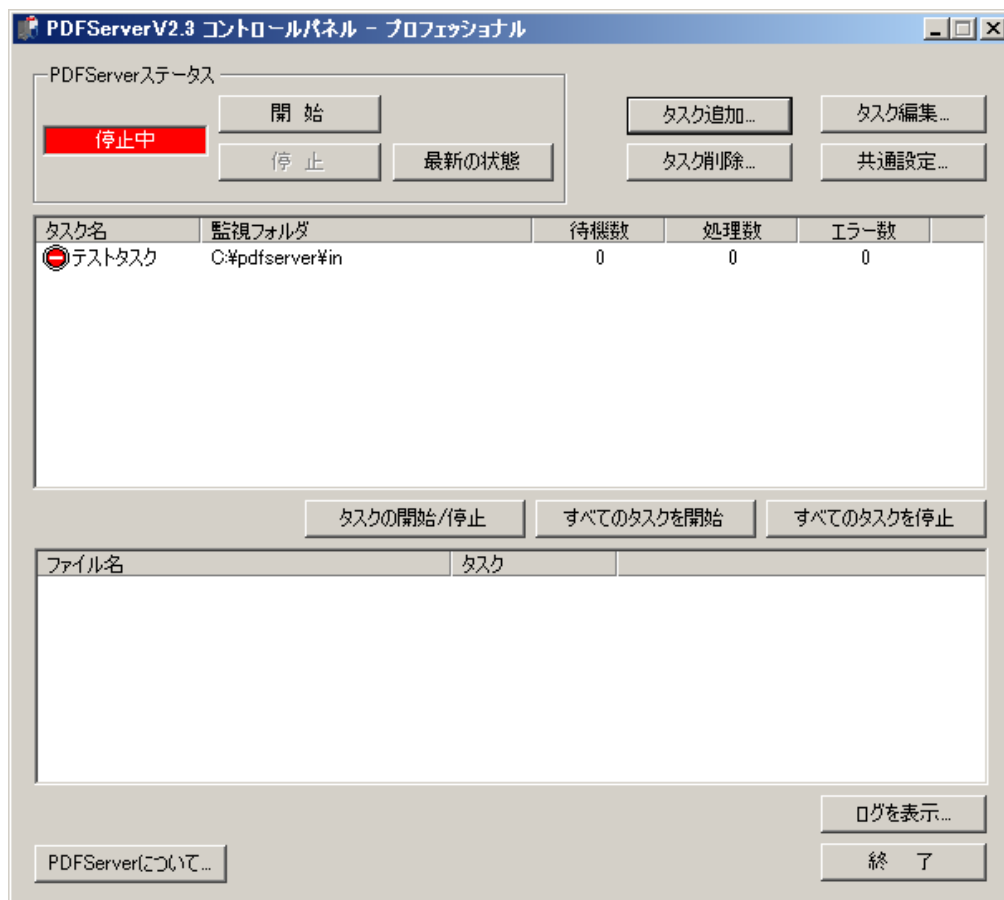 PDFServerV2.3 コントロールパネル - プロフェッショナル
PDFServerステータス
停止中
開 始
停 止
最新の状態
タスク追加...
タスク編集...
タスク削除...
共通設定...
タスク名 監視フォルダ 待機数 処理数 エラー数
テストタスク C:¥pdfserver¥in 0 0 0
タスクの開始/停止 すべてのタスクを開始 すべてのタスクを停止
ファイル名 タスク
ログを表示...
PDFServerについて...
終 了